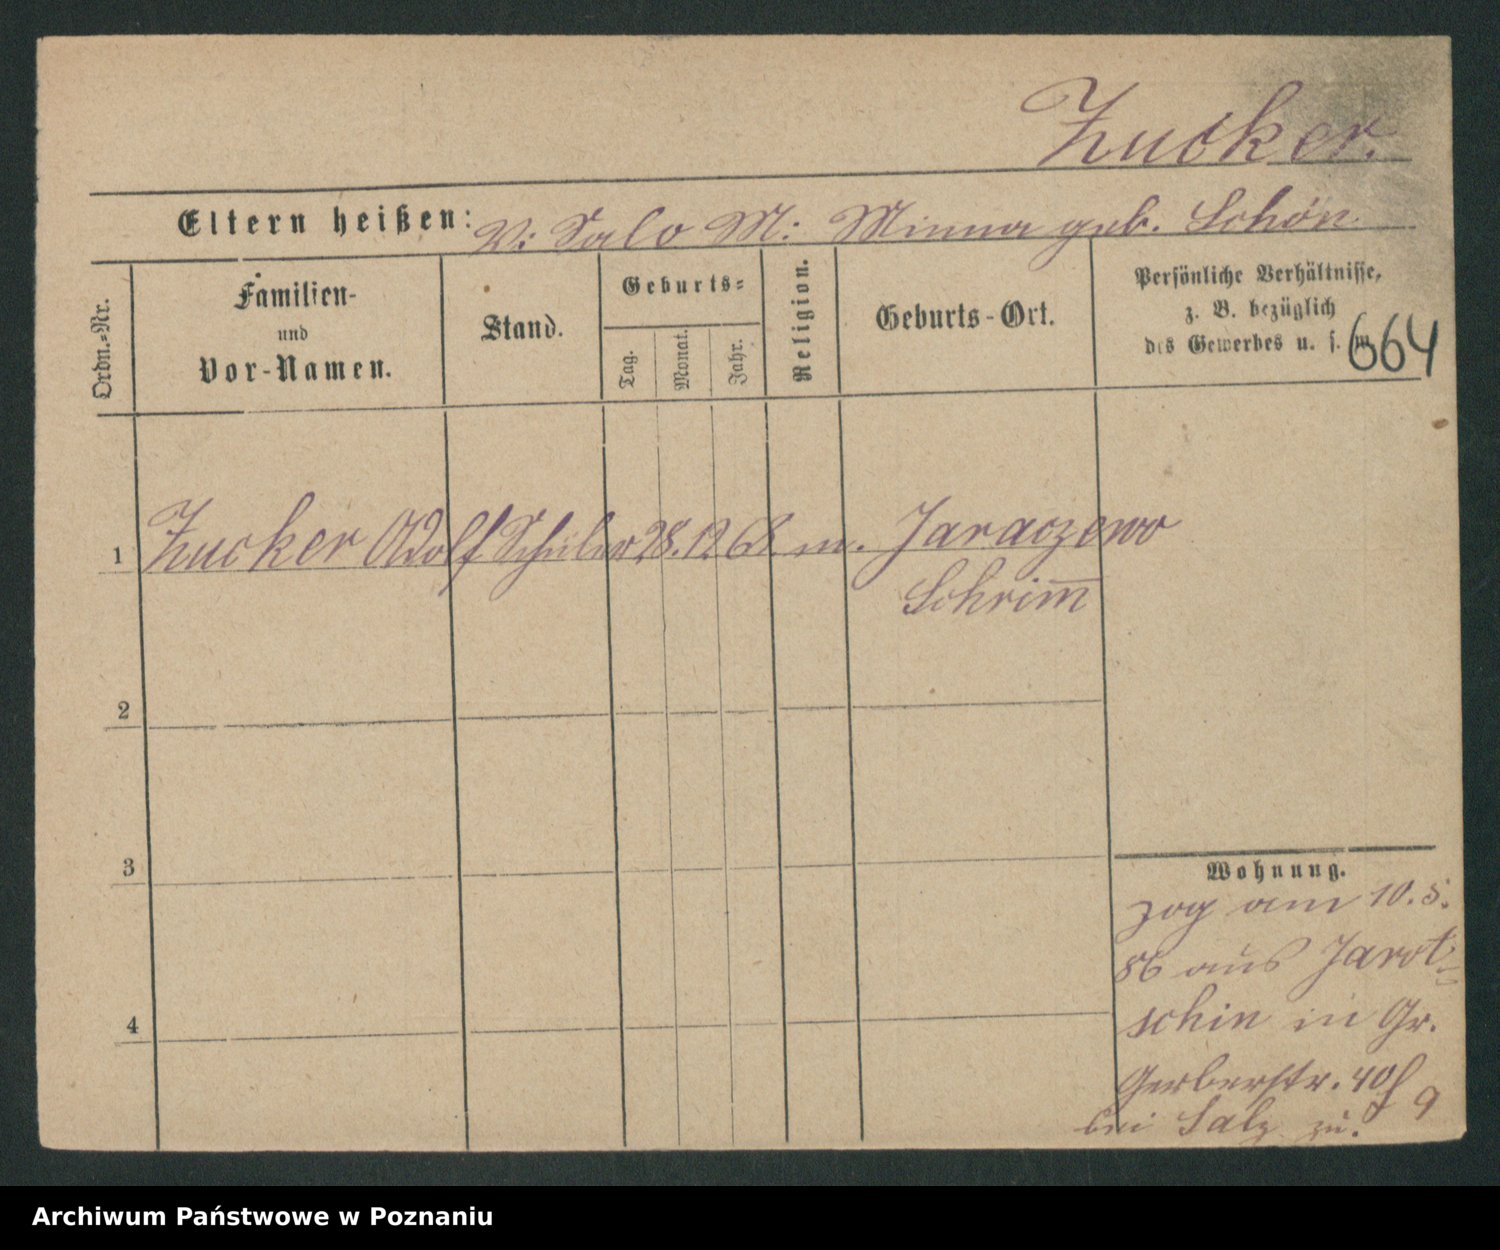 Zucker.
Eltern heißen: V: Salo M: Minna geb. Schön
Ordn.-Nr.
Familien-
und
Vor-Namen.
Stand.
Geburts-
Tag.
Monat.
Jahr.
Religion.
Geburts-Ort.
Persönliche Verhältnisse,
z. B. bezüglich
des Gewerbes u. s. w.
664
1 Zucker Adolf Schüler 28. 12 68. m. Jaraczewo
Schrim̅
2
3
4
Wohnung.
zog am 10. 5.
86 aus Jarot-
schin in Gr.
Gerberstr. 40
bei Salz zu.
Archiwum Państwowe w Poznaniu